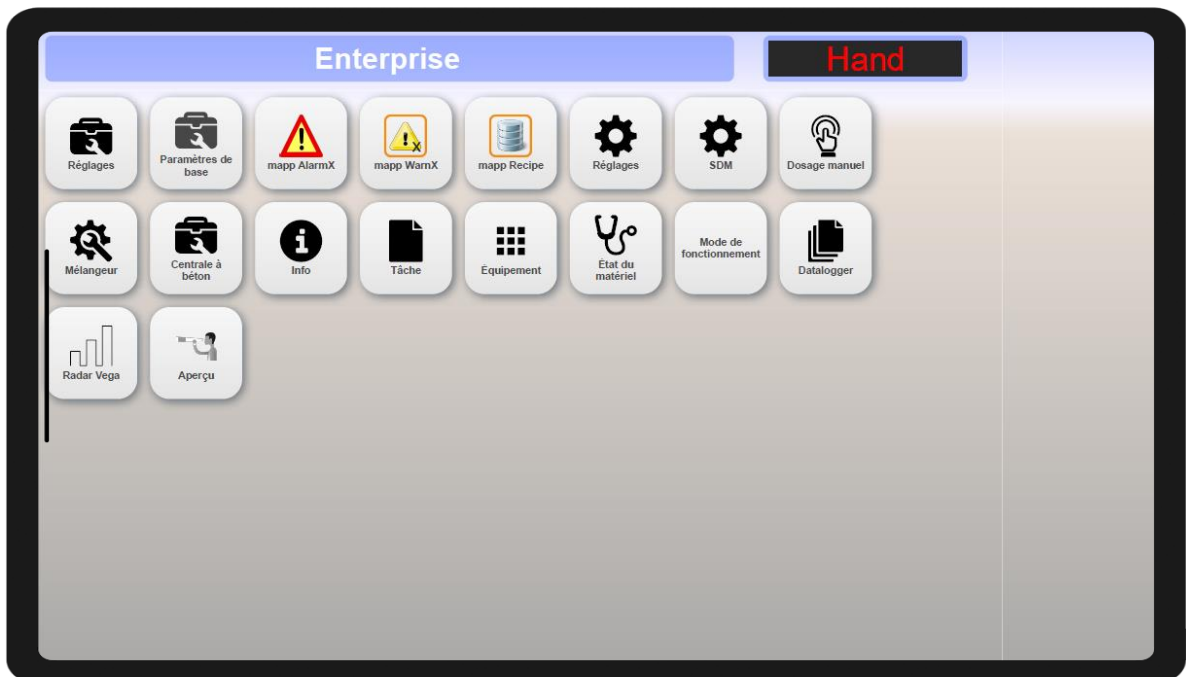 Enterprise
Hand
Réglages
Paramètres de
base
mapp AlarmX
mapp WarnX
mapp Recipe
Réglages
SDM
Dosage manuel
Mélangeur
Centrale à
béton
Info
Tâche
Équipement
État du
matériel
Mode de
fonctionnement
Datalogger
Radar Vega
Aperçu